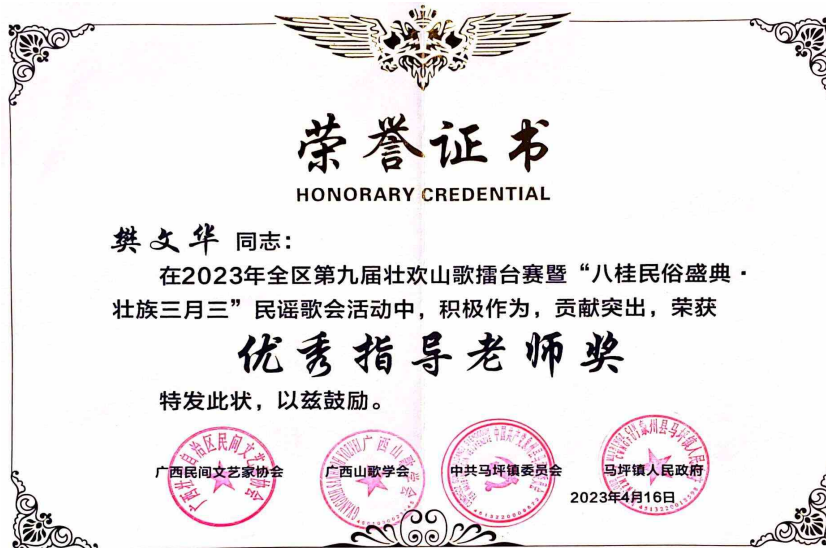 荣誉证书
HONORARY CREDENTIAL
樊文华 同志：
在2023年全区第九届壮欢山歌擂台赛暨“八桂民俗盛典·
壮族三月三”民谣歌会活动中，积极作为，贡献突出，荣获
优秀指导老师奖
特发此状，以兹鼓励。
广西民间文艺家协会 广西山歌学会 中共马坪镇委员会 马坪镇人民政府
2023年4月16日